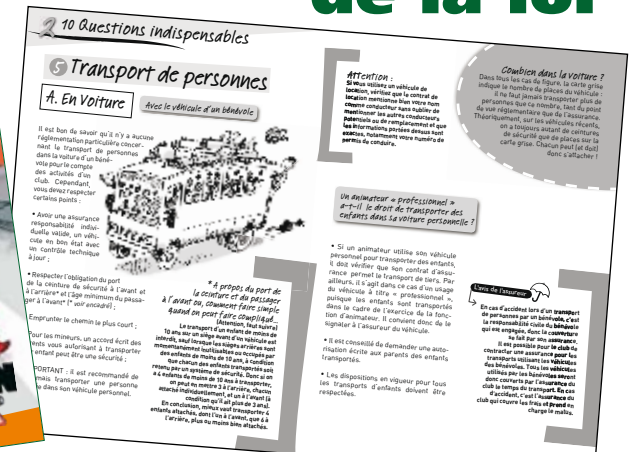 de la loi
2 10 Questions indispensables
5 Transport de personnes
A. En Voiture
Avec le véhicule d'un bénévole
Il est bon de savoir qu'il n'y a aucune
réglementation particulière concer-
nant le transport de personnes
dans la voiture d'un béné-
vole pour le compte
des activités d'un
club. Cependant,
vous devez respecter
certains points :
• Avoir une assurance
responsabilité indivi-
duelle valide, un véhi-
cule en bon état avec
un contrôle technique
à jour ;
• Respecter l'obligation du port
de la ceinture de sécurité à l'avant et
à l'arrière* et l'âge minimum du passa-
ger à l'avant* (* voir encadré) ;
Emprunter le chemin le plus court ;
Pour les mineurs, un accord écrit des
ents vous autorisant à transporter
enfant peut être une sécurité ;
PORTANT : il est recommandé de
mais transporter une personne
e dans son véhicule personnel.
* A propos du port de
la ceinture et du passager
à l'avant ou, comment faire simple
quand on peut faire compliqué...
(Attention, faut suivre)
Le transport d'un enfant de moins de
10 ans sur un siège avant d'un véhicule est
interdit, sauf lorsque les sièges arrières sont
momentanément inutilisables ou occupés par
des enfants de moins de 10 ans, à condition
que chacun des enfants transportés soit
retenu par un système de sécurité. Donc si on
a 4 enfants de moins de 10 ans à transporter,
on peut en mettre 3 à l'arrière, chacun
attaché individuellement, et un à l'avant (à
condition qu'il ait plus de 3 ans).
En conclusion, mieux vaut transporter 4
enfants attachés, dont l'un à l'avant, que 6 à
l'arrière, plus ou moins bien attachés.
Attention :
Si vous utilisez un véhicule de
location, vérifiez que le contrat de
location mentionne bien votre nom
comme conducteur sans oublier de
mentionner les autres conducteurs
potentiels ou de remplacement et que
les informations portées dessus sont
exactes, notamment votre numéro de
permis de conduire.
Combien dans la voiture ?
Dans tous les cas de figure, la carte grise
indique le nombre de places du véhicule :
il ne faut jamais transporter plus de
personnes que ce nombre, tant du point
de vue réglementaire que de l'assurance.
Théoriquement, sur les véhicules récents,
on a toujours autant de ceintures
de sécurité que de places sur la
carte grise. Chacun peut (et doit)
donc s'attacher !
Un animateur « professionnel »
a-t-il le droit de transporter des
enfants dans sa voiture personnelle ?
• Si un animateur utilise son véhicule
personnel pour transporter des enfants,
il doit vérifier que son contrat d'assu-
rance permet le transport de tiers. Par
ailleurs, il s'agit dans ce cas d'un usage
du véhicule à titre « professionnel »,
puisque les enfants sont transportés
dans le cadre de l'exercice de la fonc-
tion d'animateur. Il convient donc de le
signaler à l'assureur du véhicule.
• Il est conseillé de demander une auto-
risation écrite aux parents des enfants
transportés.
• Les dispositions en vigueur pour tous
les transports d'enfants doivent être
respectées.
L'avis de l'assureur
En cas d'accident lors d'un transport
de personnes par un bénévole, c'est
la responsabilité civile du bénévole
qui est engagée, donc la couverture
se fait par son assurance.
Il est possible pour le club de
contracter une assurance pour les
transports utilisant les véhicules
des bénévoles. Tous les véhicules
utilisés par les bénévoles seront
donc couverts par l'assurance du
club le temps du transport. En cas
d'accident, c'est l'assurance du
club qui couvre les frais et prend en
charge le malus.